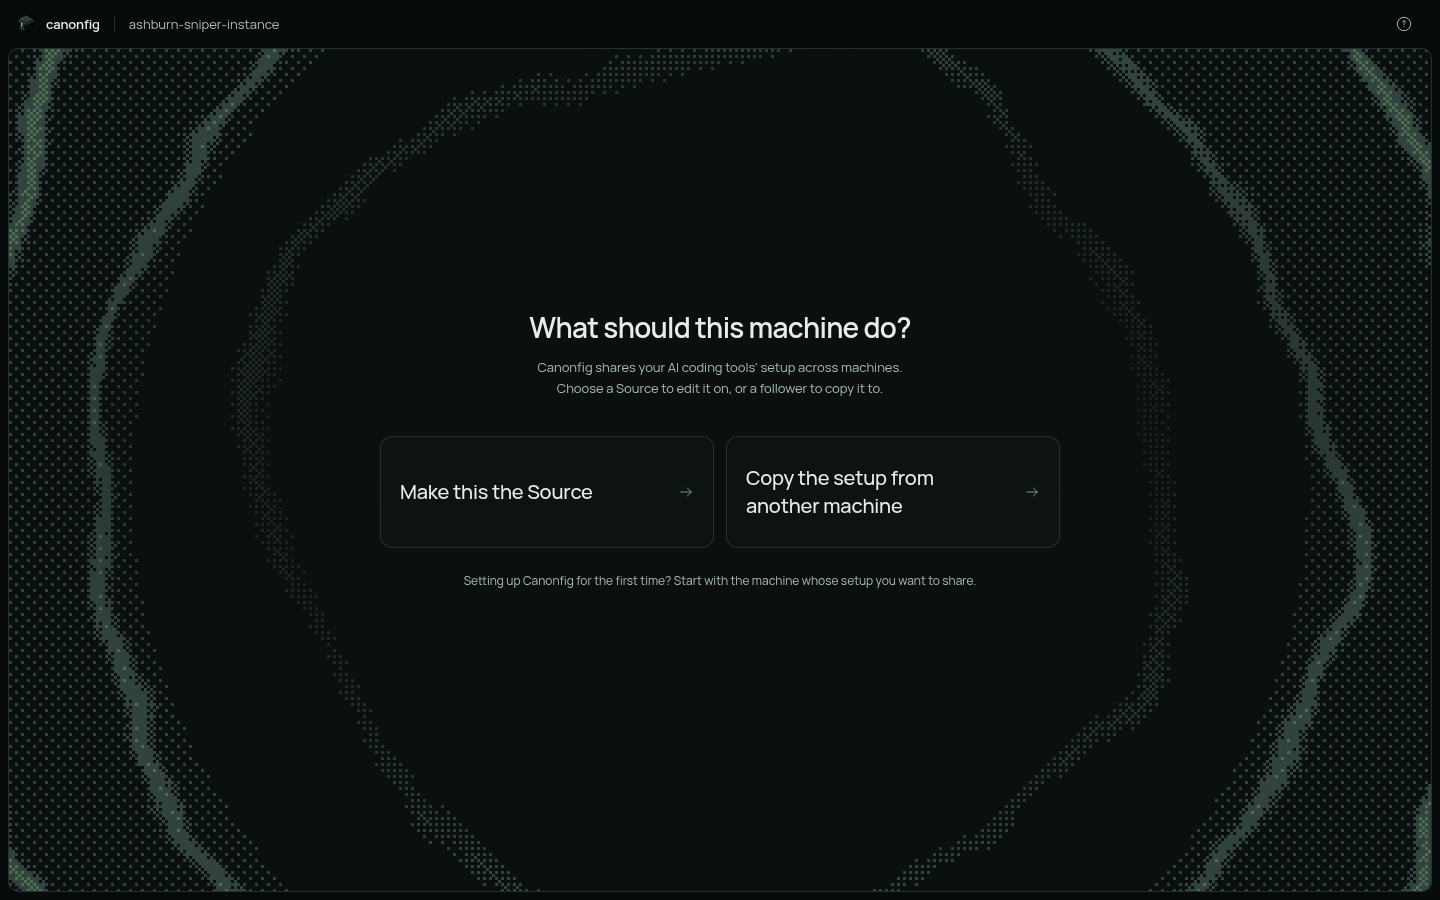 canonfig
ashburn-sniper-instance
?
What should this machine do?
Canonfig shares your AI coding tools' setup across machines.
Choose a Source to edit it on, or a follower to copy it to.
Make this the Source →
Copy the setup from
another machine →
Setting up Canonfig for the first time? Start with the machine whose setup you want to share.